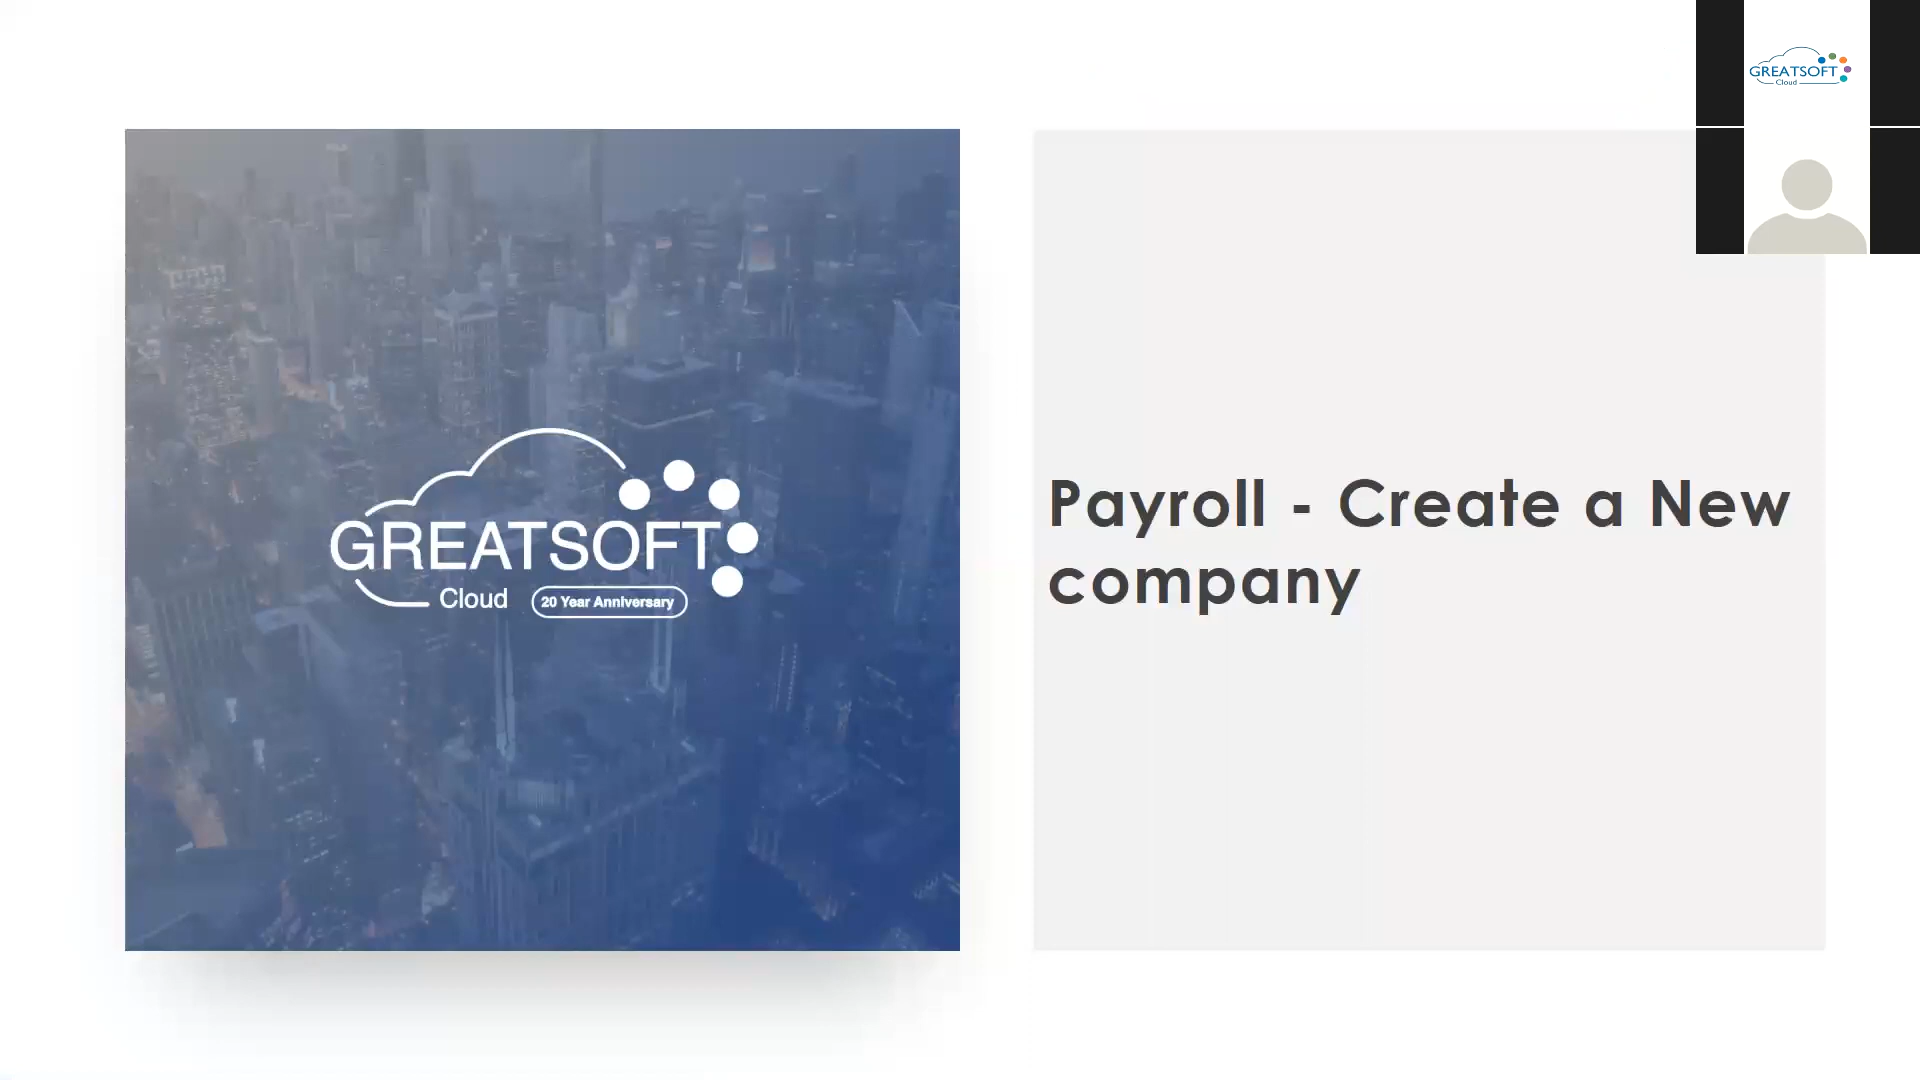 GREATSOFT
Cloud
GREATSOFT
Cloud
20 Year Anniversary
Payroll - Create a New
company